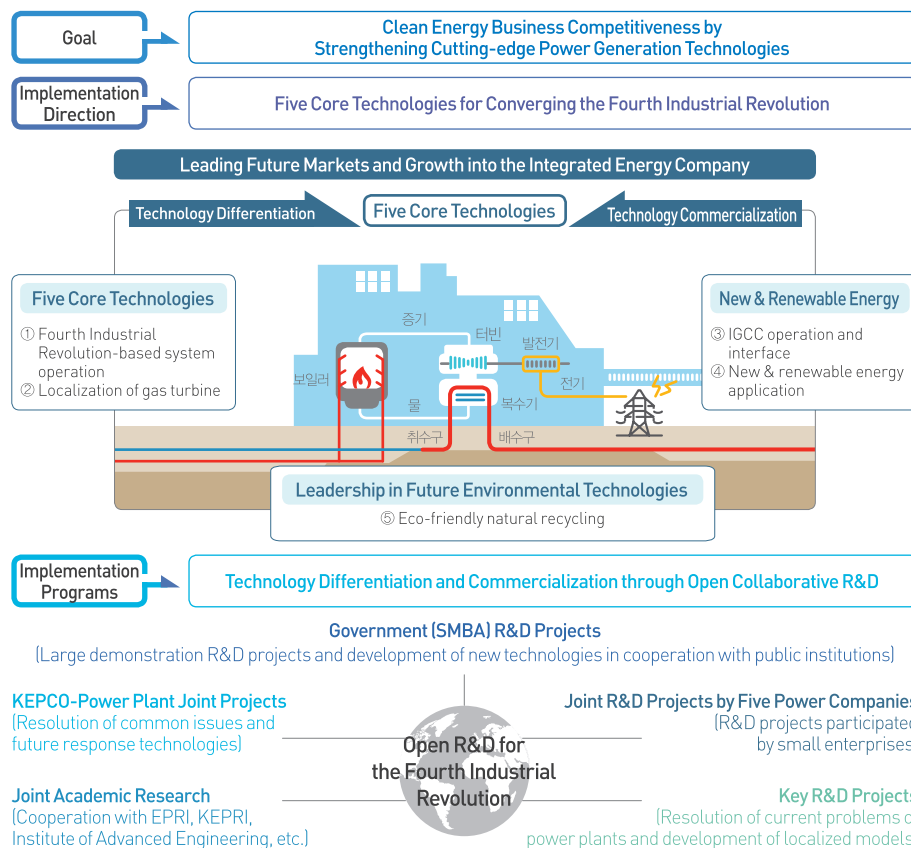 Goal
Clean Energy Business Competitiveness by
Strengthening Cutting-edge Power Generation Technologies
Implementation
Direction
Five Core Technologies for Converging the Fourth Industrial Revolution
Leading Future Markets and Growth into the Integrated Energy Company
Technology Differentiation
Five Core Technologies
Technology Commercialization
Five Core Technologies
① Fourth Industrial
Revolution-based system
operation
② Localization of gas turbine
증기
터빈
발전기
보일러
전기
물
복수기
취수구
배수구
New & Renewable Energy
③ IGCC operation and
interface
④ New & renewable energy
application
Leadership in Future Environmental Technologies
⑤ Eco-friendly natural recycling
Implementation
Programs
Technology Differentiation and Commercialization through Open Collaborative R&D
Government (SMBA) R&D Projects
(Large demonstration R&D projects and development of new technologies in cooperation with public institutions)
KEPCO-Power Plant Joint Projects
(Resolution of common issues and
future response technologies)
Joint R&D Projects by Five Power Companies
(R&D projects participated
by small enterprises
Open R&D for
the Fourth Industrial
Revolution
Joint Academic Research
(Cooperation with EPRI, KEPRI,
Institute of Advanced Engineering, etc.)
Key R&D Projects
(Resolution of current problems o
power plants and development of localized models